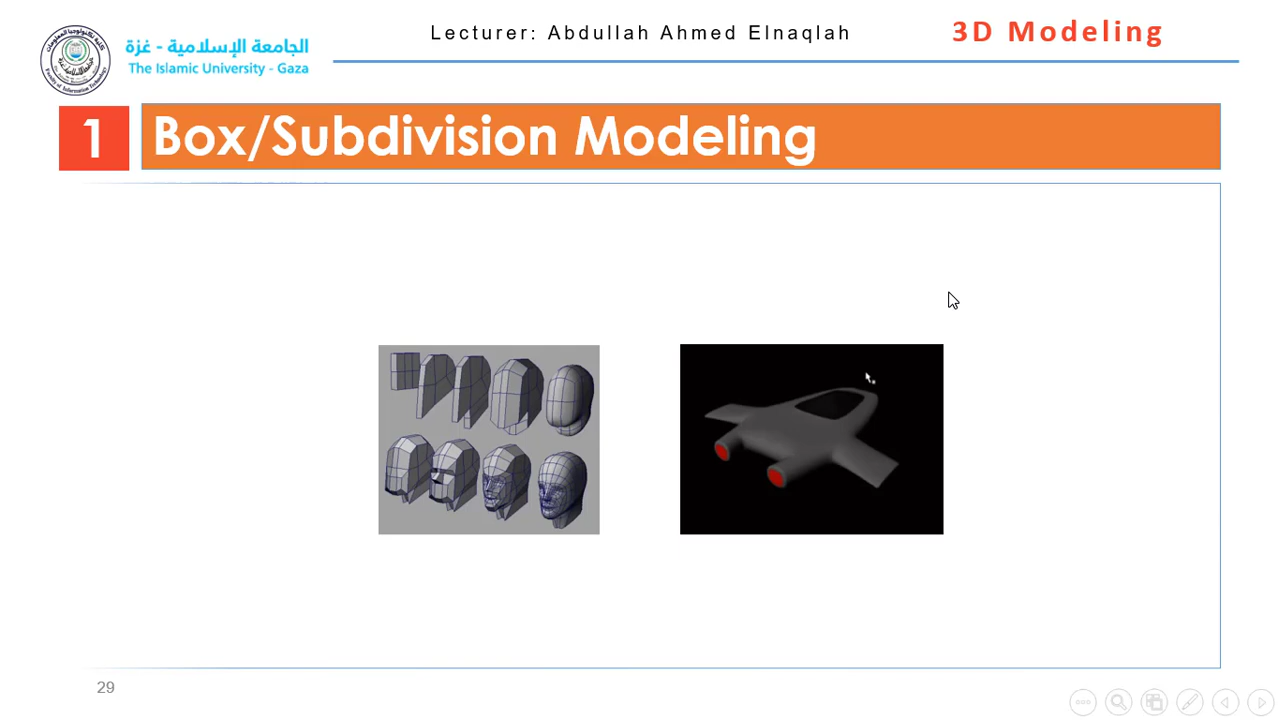 الجامعة الإسلامية - غزة
The Islamic University - Gaza
Lecturer: Abdullah Ahmed Elnaqlah
3D Modeling
1
Box/Subdivision Modeling
29